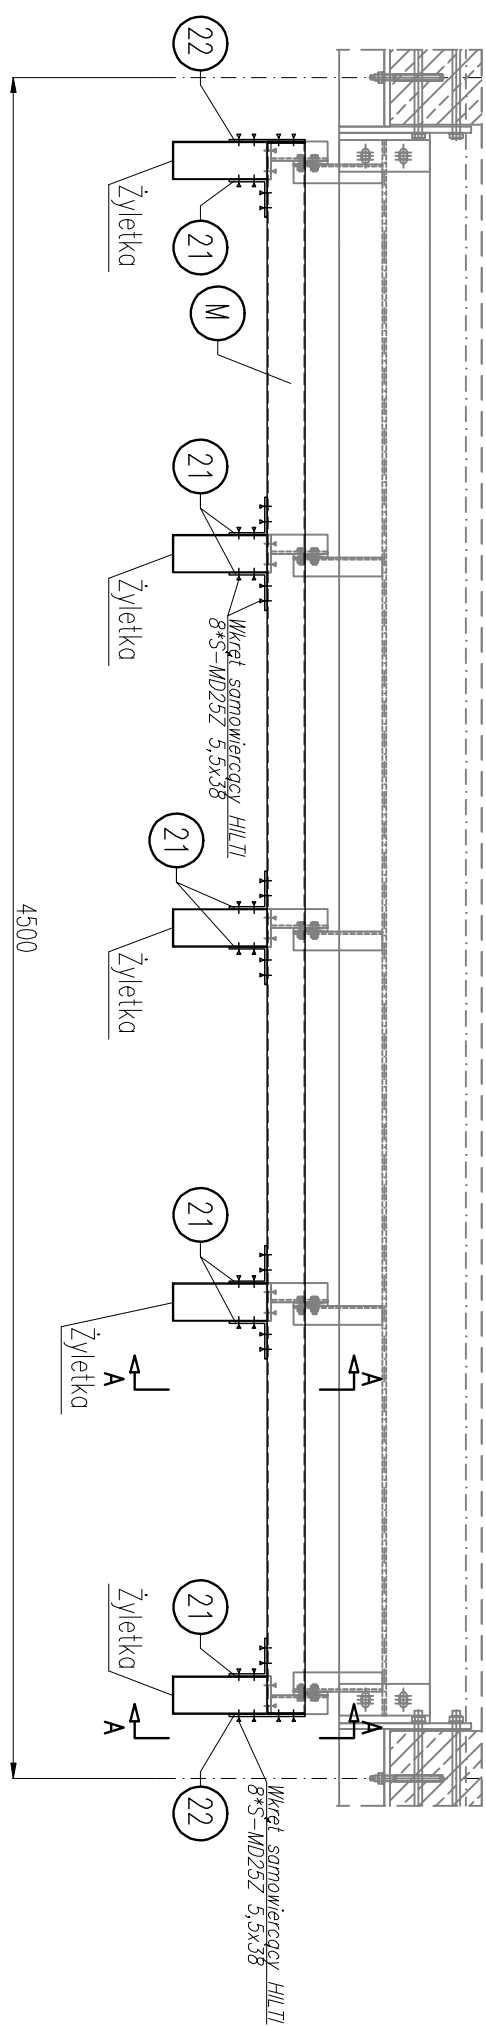 22
Żyletka
21
M
21
Żyletka
Wkręt samowiercący HILTI
8*S-MD25Z 5,5x38
21
Żyletka
4500
21
Żyletka
A
A
21
Żyletka
A
A
22
Wkręt samowiercący HILTI
8*S-MD25Z 5,5x38